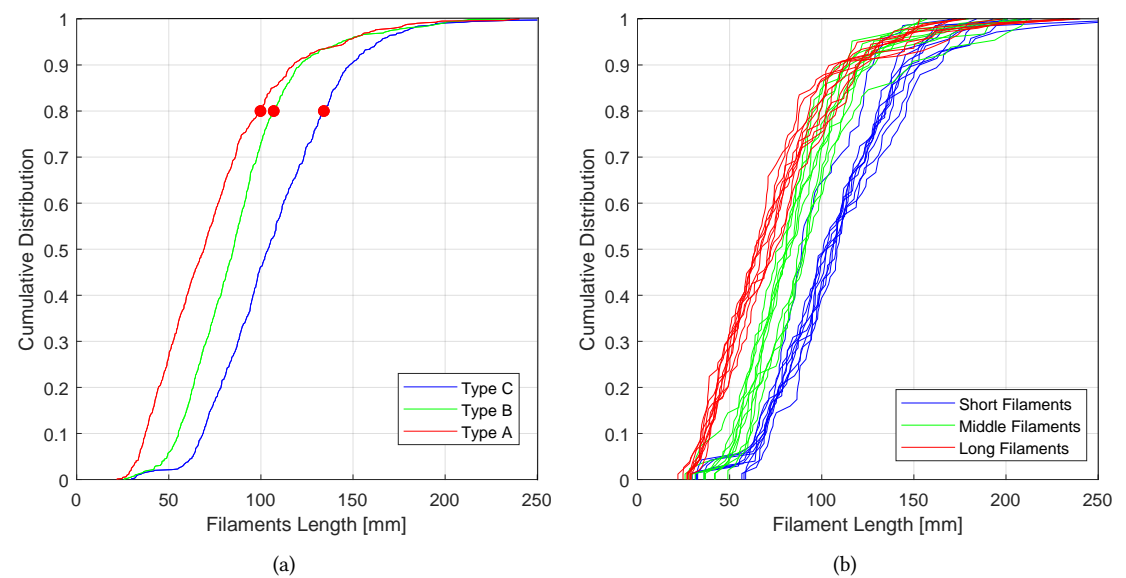 1
0.9
0.8
0.7
0.6
0.5
0.4
0.3
0.2
0.1
0
0 50 100 150 200 250
Cumulative Distribution
Filaments Length [mm]
Type C
Type B
Type A
(a)
1
0.9
0.8
0.7
0.6
0.5
0.4
0.3
0.2
0.1
0
0 50 100 150 200 250
Cumulative Distribution
Filament Length [mm]
Short Filaments
Middle Filaments
Long Filaments
(b)